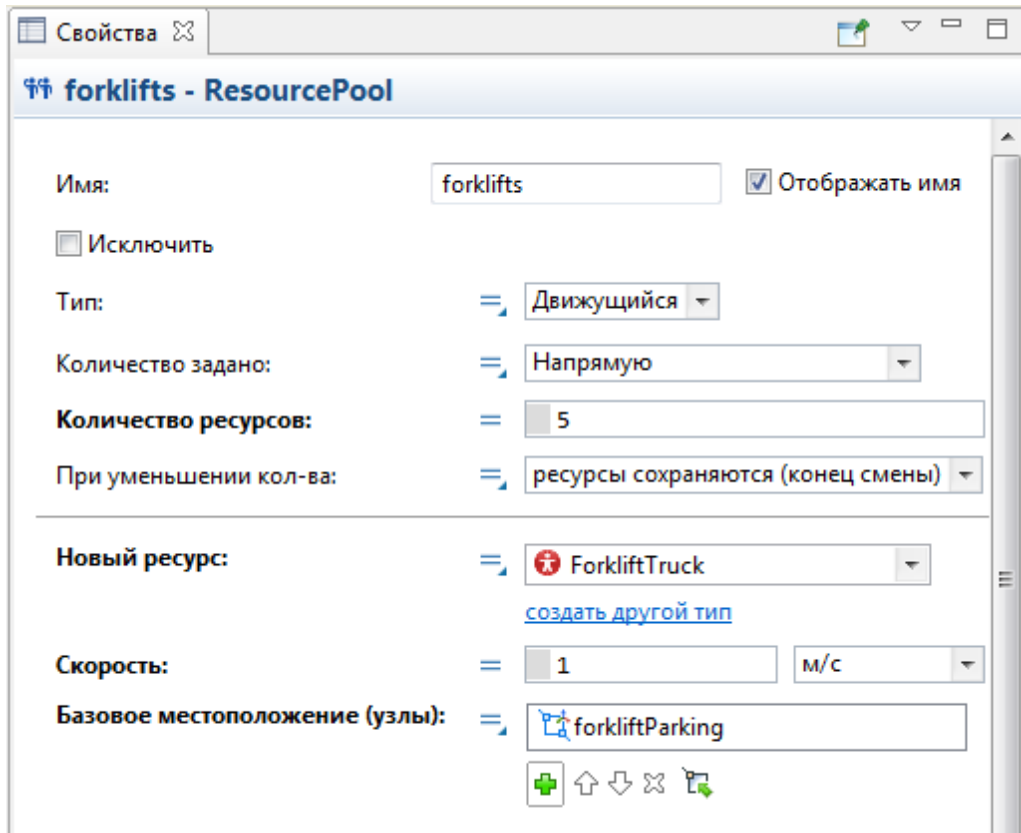 Свойства
forklifts - ResourcePool
Имя: forklifts Отображать имя
Исключить
Тип: Движущийся
Количество задано: Напрямую
Количество ресурсов: 5
При уменьшении кол-ва: ресурсы сохраняются (конец смены)
Новый ресурс: ForkliftTruck
создать другой тип
Скорость: 1 м/с
Базовое местоположение (узлы): forkliftParking